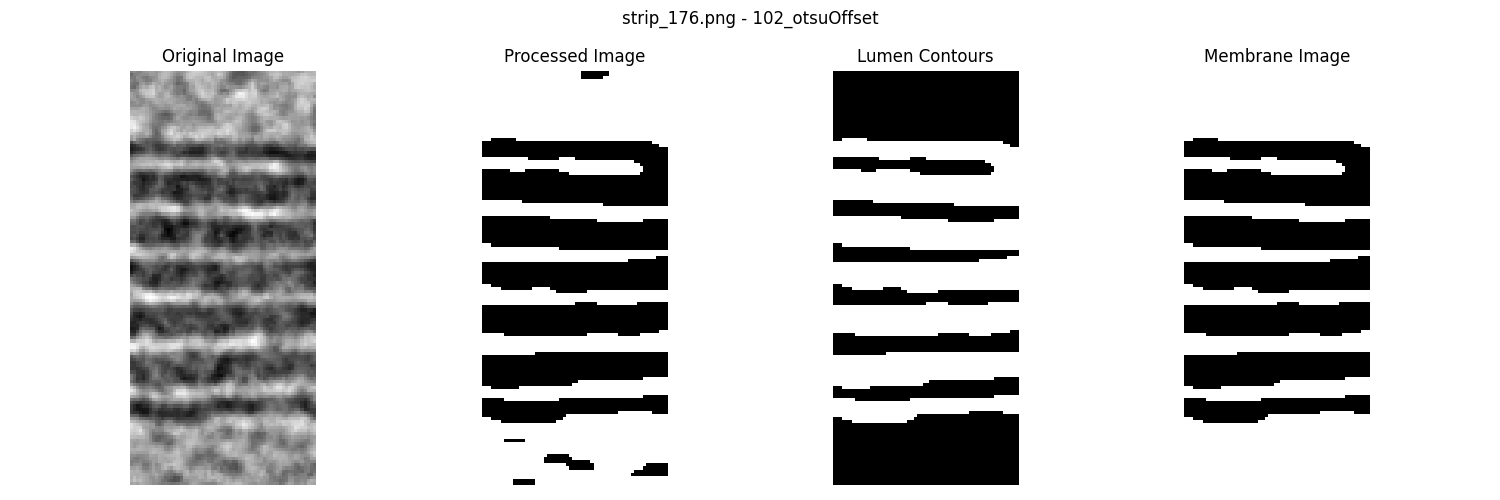 strip_176.png - 102_otsuOffset
Original Image
Processed Image
Lumen Contours
Membrane Image